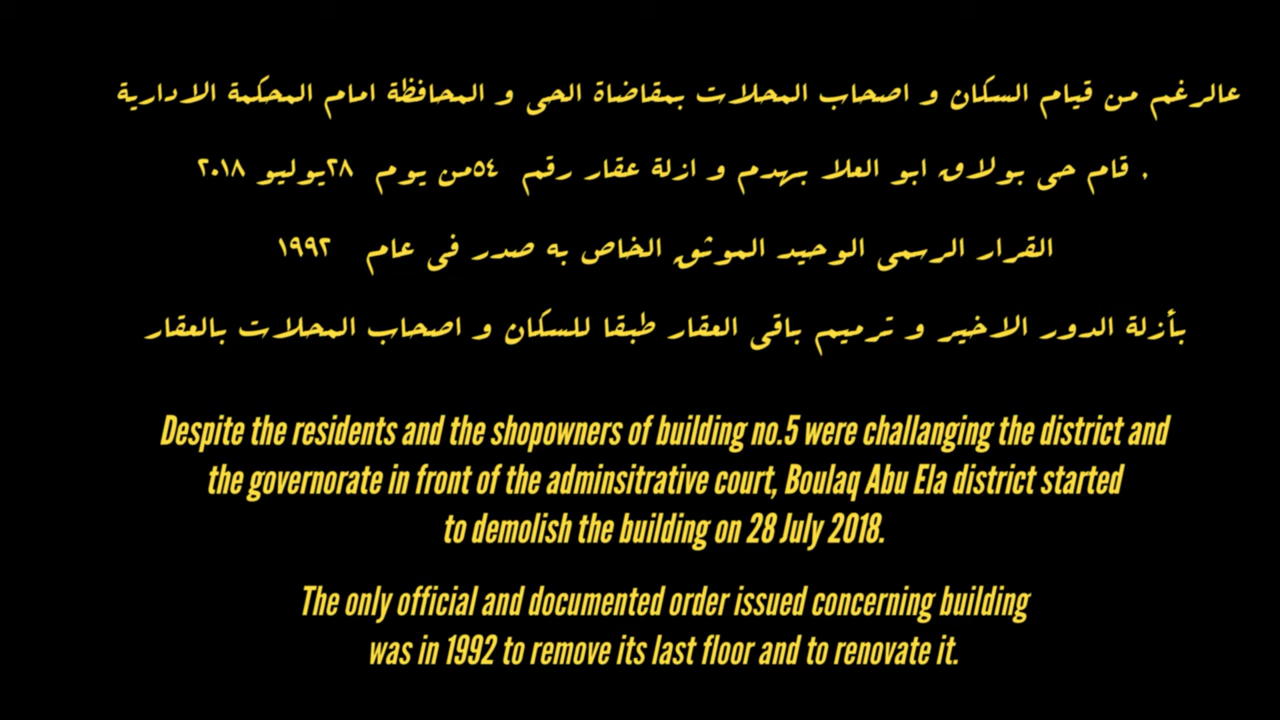 عالرغم من قيام السكان و اصحاب المحلات بمقاضاة الحى و المحافظة امام المحكمة الادارية
. قام حى بولاق ابو العلا بهدم و ازلة عقار رقم ٥٤من يوم ٢٨يوليو ٢٠١٨
القرار الرسمى الوحيد الموثق الخاص به صدر فى عام ١٩٩٢
بأزلة الدور الاخير و ترميم باقى العقار طبقا للسكان و اصحاب المحلات بالعقار
Despite the residents and the shopowners of building no.5 were challanging the district and
the governorate in front of the adminsitrative court, Boulaq Abu Ela district started
to demolish the building on 28 July 2018.
The only official and documented order issued concerning building
was in 1992 to remove its last floor and to renovate it.